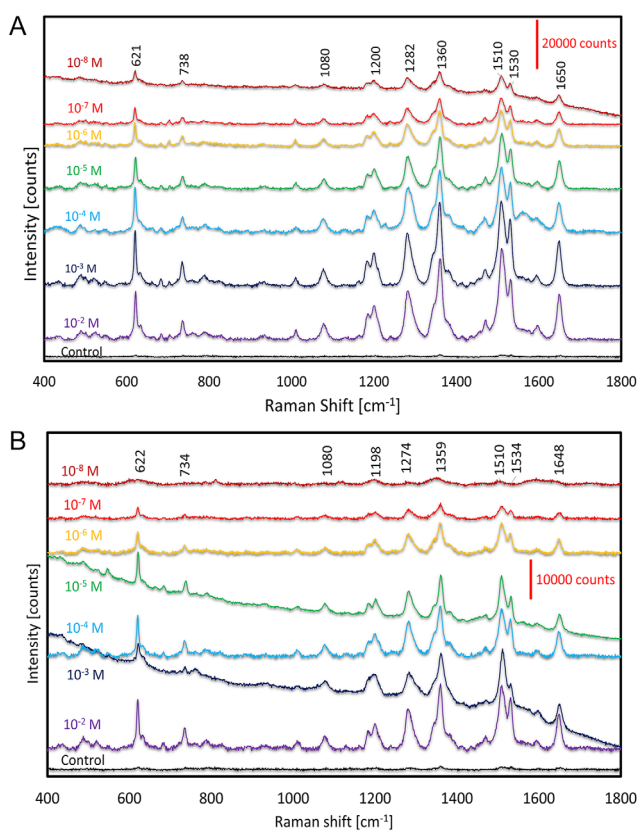 A
621
738
1080
1200
1282
1360
1510
1530
1650
20000 counts
10⁻⁸ M
10⁻⁷ M
10⁻⁶ M
10⁻⁵ M
10⁻⁴ M
10⁻³ M
10⁻² M
Control
Intensity [counts]
400 600 800 1000 1200 1400 1600 1800
Raman Shift [cm⁻¹]
B
622
734
1080
1198
1274
1359
1510
1534
1648
10⁻⁸ M
10⁻⁷ M
10⁻⁶ M
10000 counts
10⁻⁵ M
10⁻⁴ M
10⁻³ M
10⁻² M
Control
Intensity [counts]
400 600 800 1000 1200 1400 1600 1800
Raman shift [cm⁻¹]